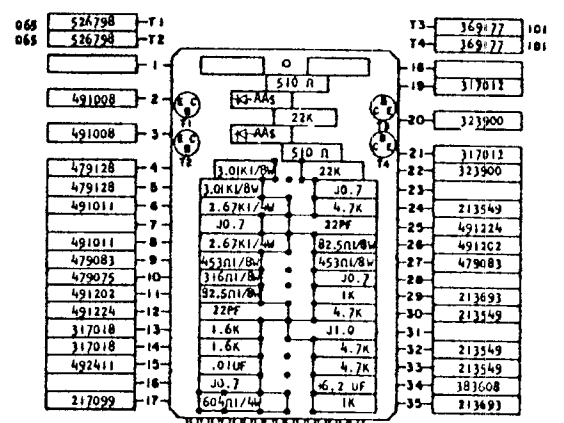 065 526798 T1 T3 369177 101
065 526798 T2 T4 369177 101
1 18
510 Ω 19 317012
491008 2 E C B AAs E C B
T1 22K T3 20 323900
491008 3 E C B AAs E C B
T2 510 Ω T4 21 317012
479128 4 3.01K1/8W 22K 22 323900
479128 5 3.01K1/8W J0.7 23
491011 6 2.67K1/4W 4.7K 24 213549
7 J0.7 22PF 25 491224
491011 8 2.67K1/4W 82.5Ω1/8W 26 491202
479083 9 453Ω1/8W 453Ω1/8W 27 479083
479075 10 316Ω1/8W J0.7
491202 11 82.5Ω1/8W 1K 29 213693
491224 12 22PF 4.7K 30 213549
317018 13 1.6K J1.0 31
317018 14 1.6K 4.7K 32 213549
492411 15 .01UF 4.7K 33 213549
16 J0.7 +6.2 UF 34 383608
217099 17 604Ω1/4W 1K 35 213693